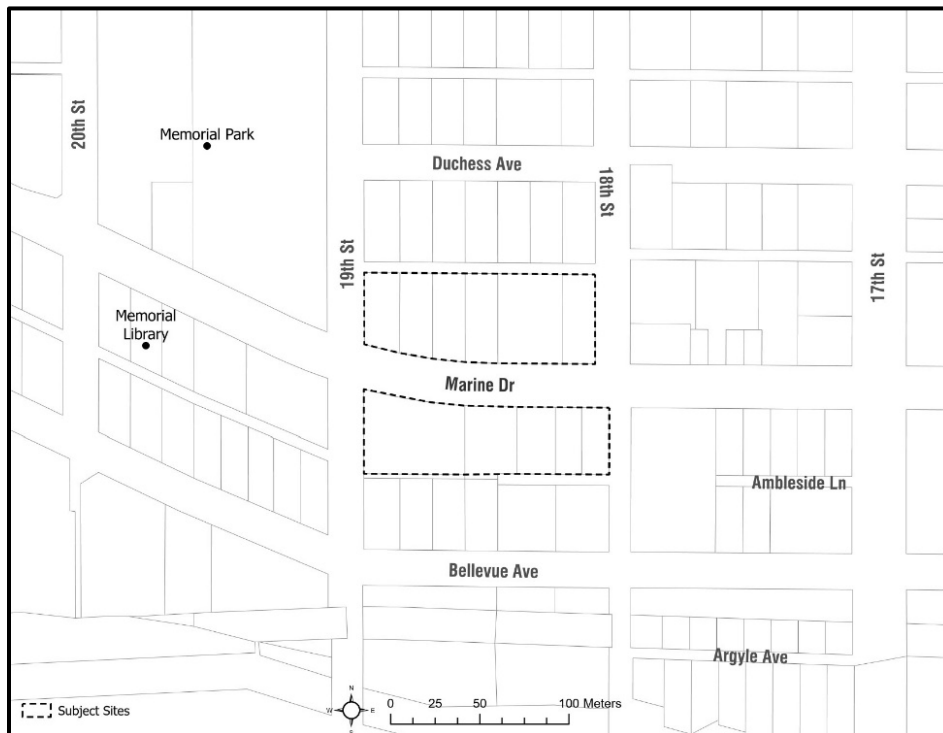 20th St
Memorial Park
Duchess Ave
18th St
19th St
17th St
Memorial
Library
Marine Dr
Ambleside Ln
Bellevue Ave
Argyle Ave
Subject Sites
N
W
E
S
0 25 50 100 Meters